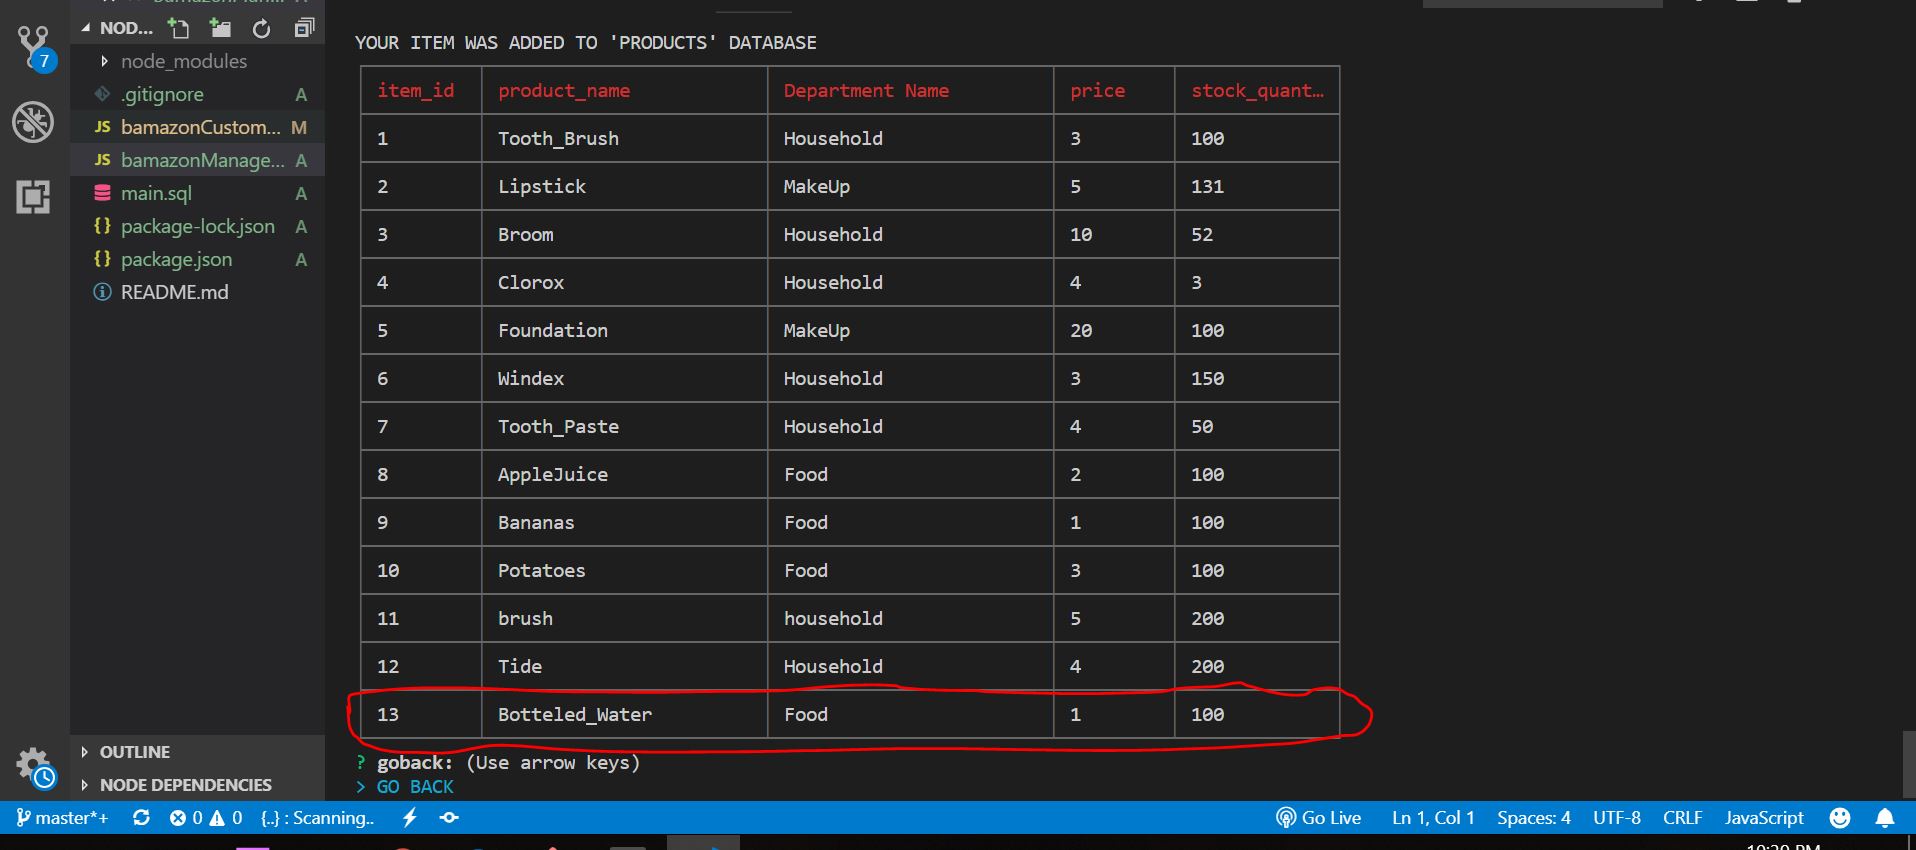 NOD...
node_modules
.gitignore A
JS bamazonCustom... M
JS bamazonManage... A
main.sql A
{} package-lock.json A
{} package.json A
README.md
7
OUTLINE
NODE DEPENDENCIES
YOUR ITEM WAS ADDED TO 'PRODUCTS' DATABASE
item_id product_name Department Name price stock_quant…
1 Tooth_Brush Household 3 100
2 Lipstick MakeUp 5 131
3 Broom Household 10 52
4 Clorox Household 4 3
5 Foundation MakeUp 20 100
6 Windex Household 3 150
7 Tooth_Paste Household 4 50
8 AppleJuice Food 2 100
9 Bananas Food 1 100
10 Potatoes Food 3 100
11 brush household 5 200
12 Tide Household 4 200
13 Botteled_Water Food 1 100
? goback: (Use arrow keys)
> GO BACK
master*+ 0 0 {..} : Scanning.. Go Live Ln 1, Col 1 Spaces: 4 UTF-8 CRLF JavaScript